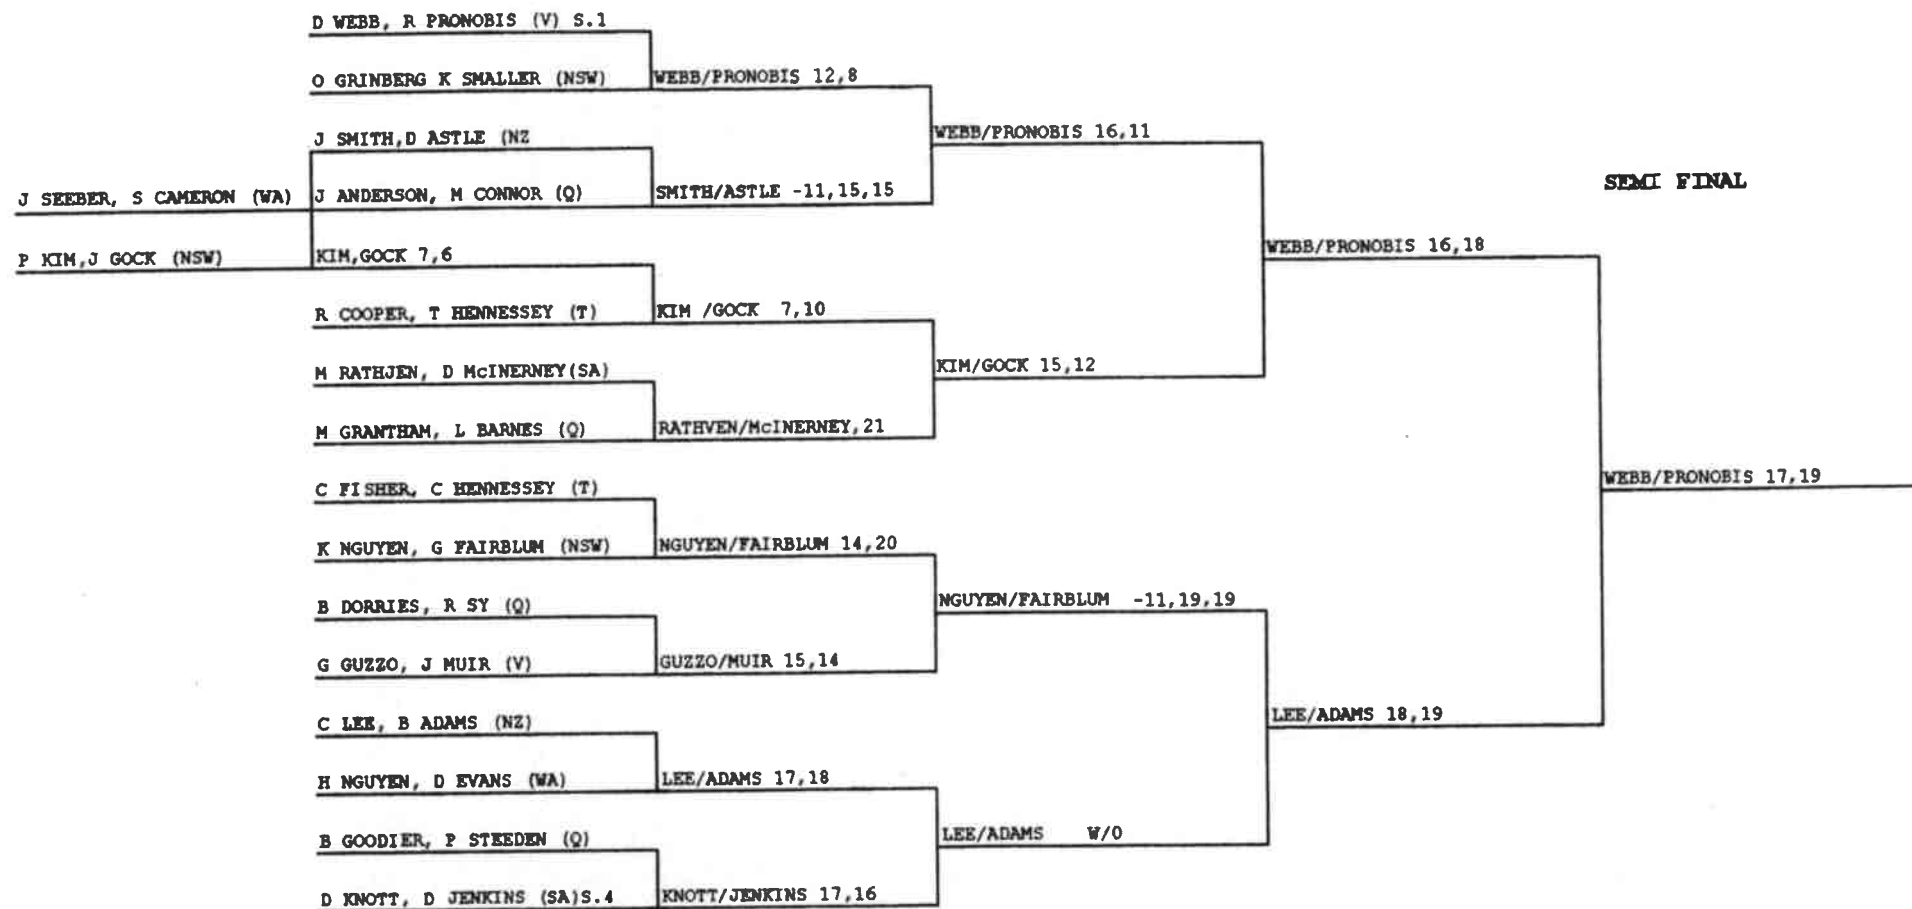 D WEBB, R PRONOBIS (V) S.1
O GRINBERG K SMALLER (NSW)
WEBB/PRONOBIS 12,8
J SMITH,D ASTLE (NZ
WEBB/PRONOBIS 16,11
SEMI FINAL
J SEEBER, S CAMERON (WA)
J ANDERSON, M CONNOR (Q)
SMITH/ASTLE -11,15,15
WEBB/PRONOBIS 16,18
P KIM,J GOCK (NSW)
KIM,GOCK 7,6
R COOPER, T HENNESSEY (T)
KIM /GOCK 7,10
M RATHJEN, D McINERNEY(SA)
KIM/GOCK 15,12
M GRANTHAM, L BARNES (Q)
RATHVEN/McINERNEY,21
C FISHER, C HENNESSEY (T)
WEBB/PRONOBIS 17,19
K NGUYEN, G FAIRBLUM (NSW)
NGUYEN/FAIRBLUM 14,20
B DORRIES, R SY (Q)
NGUYEN/FAIRBLUM -11,19,19
G GUZZO, J MUIR (V)
GUZZO/MUIR 15,14
C LEE, B ADAMS (NZ)
LEE/ADAMS 18,19
H NGUYEN, D EVANS (WA)
LEE/ADAMS 17,18
B GOODIER, P STEEDEN (Q)
LEE/ADAMS W/O
D KNOTT, D JENKINS (SA)S.4
KNOTT/JENKINS 17,16